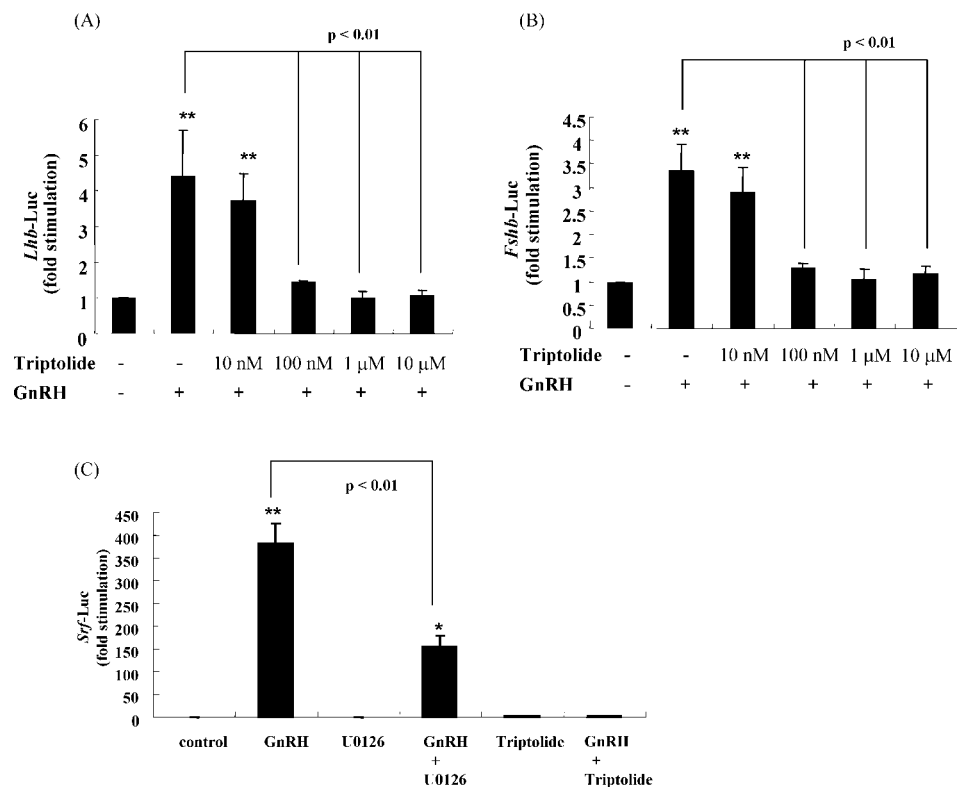 (A)
p < 0.01
**
**
6
5
4
3
2
1
0
Lhb-Luc
(fold stimulation)
Triptolide - - 10 nM 100 nM 1 μM 10 μM
GnRH - + + + + +
(B)
p < 0.01
**
**
4.5
4
3.5
3
2.5
2
1.5
1
0.5
0
Fshb-Luc
(fold stimulation)
Triptolide - - 10 nM 100 nM 1 μM 10 μM
GnRH - + + + + +
(C)
p < 0.01
**
*
450
400
350
300
250
200
150
100
50
0
Srf-Luc
(fold stimulation)
control GnRH U0126 GnRH Triptolide GnRH
+ +
U0126 Triptolide